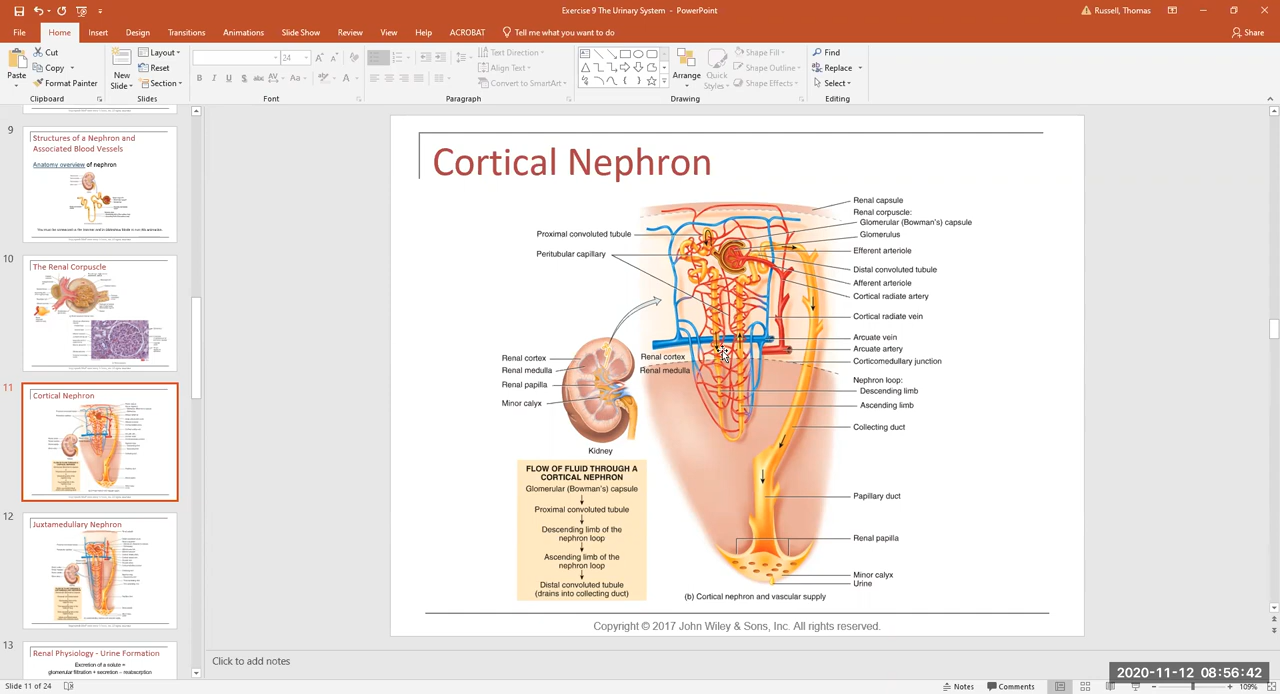 Exercise 9 The Urinary System - PowerPoint
Russell, Thomas
File Home Insert Design Transitions Animations Slide Show Review View Help ACROBAT Tell me what you want to do Share
Paste
Cut
Copy
Format Painter
Clipboard
New Slide
Layout
Reset
Section
Slides
24
Font
Text Direction
Align Text
Convert to SmartArt
Paragraph
Arrange
Quick Styles
Shape Fill
Shape Outline
Shape Effects
Drawing
Find
Replace
Select
Editing
9
Structures of a Nephron and
Associated Blood Vessels
Anatomy overview of nephron
10
The Renal Corpuscle
11
Cortical Nephron
12
Juxtamedullary Nephron
13
Renal Physiology - Urine Formation
Excretion of a solute =
glomerular filtration + secretion – reabsorption
Cortical Nephron
Proximal convoluted tubule
Peritubular capillary
Renal capsule
Renal corpuscle:
Glomerular (Bowman's) capsule
Glomerulus
Efferent arteriole
Distal convoluted tubule
Afferent arteriole
Cortical radiate artery
Cortical radiate vein
Arcuate vein
Arcuate artery
Corticomedullary junction
Nephron loop:
Descending limb
Ascending limb
Collecting duct
Papillary duct
Renal papilla
Minor calyx
Urine
Renal cortex
Renal medulla
Renal cortex
Renal medulla
Renal papilla
Minor calyx
Kidney
FLOW OF FLUID THROUGH A
CORTICAL NEPHRON
Glomerular (Bowman's) capsule
Proximal convoluted tubule
Descending limb of the
nephron loop
Ascending limb of the
nephron loop
Distal convoluted tubule
(drains into collecting duct)
(b) Cortical nephron and vascular supply
Copyright © 2017 John Wiley & Sons, Inc. All rights reserved.
Click to add notes
2020-11-12 08:56:42
Slide 11 of 24
Notes
Comments
109%